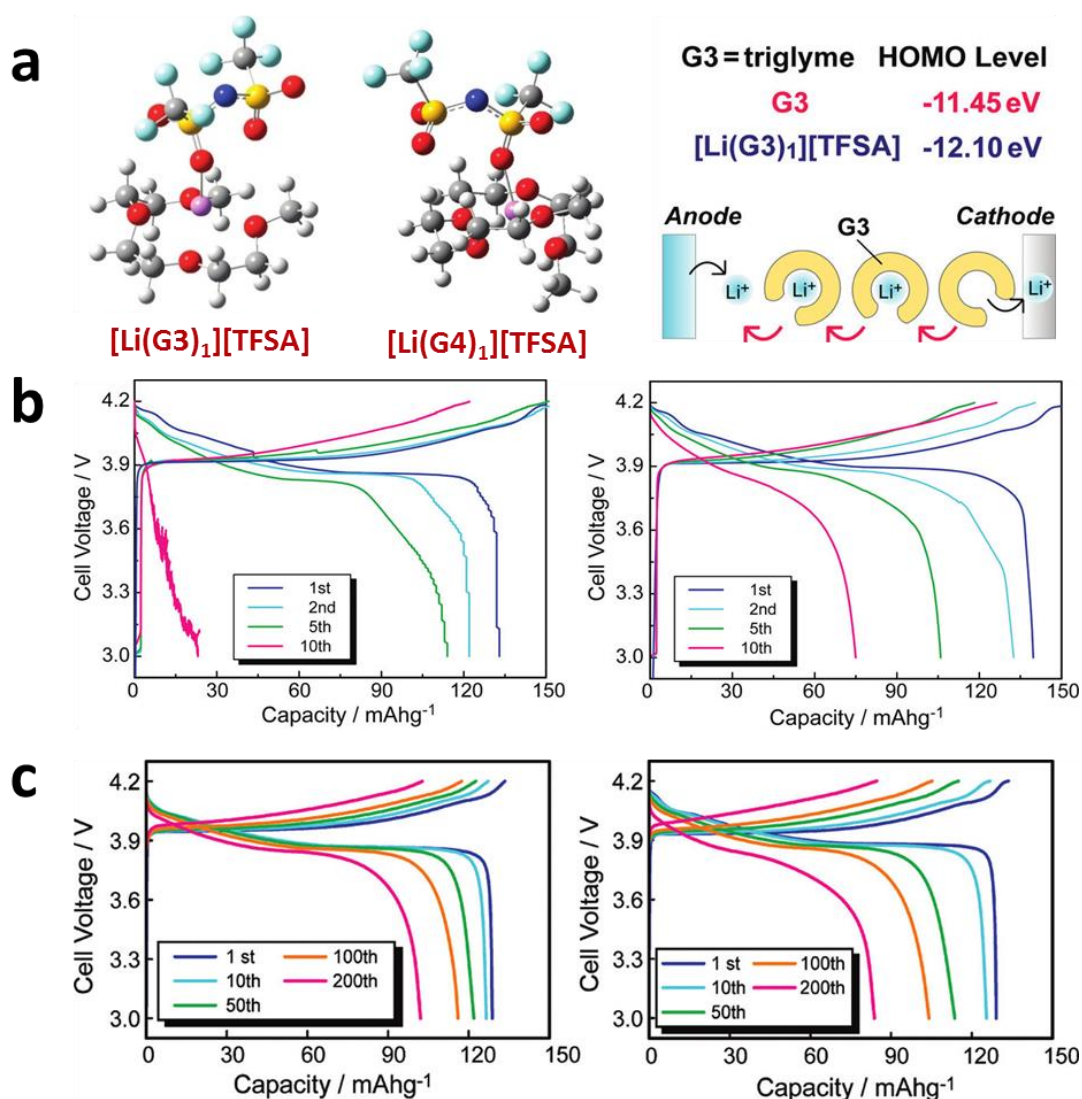 a
G3 = triglyme HOMO Level
G3 -11.45 eV
[Li(G3)₁][TFSA] -12.10 eV
Anode Cathode
G3
Li⁺ Li⁺ Li⁺ Li⁺
[Li(G3)₁][TFSA] [Li(G4)₁][TFSA]
b
Cell Voltage / V
4.2
3.9
3.6
3.3
3.0
1st
2nd
5th
10th
0 30 60 90 120 150
Capacity / mAhg⁻¹
Cell Voltage / V
4.2
3.9
3.6
3.3
3.0
1st
2nd
5th
10th
0 30 60 90 120 150
Capacity / mAhg⁻¹
c
Cell Voltage / V
4.2
3.9
3.6
3.3
3.0
1 st 100th
10th 200th
50th
0 30 60 90 120 150
Capacity / mAhg⁻¹
Cell Voltage / V
4.2
3.9
3.6
3.3
3.0
1 st 100th
10th 200th
50th
0 30 60 90 120 150
Capacity / mAhg⁻¹